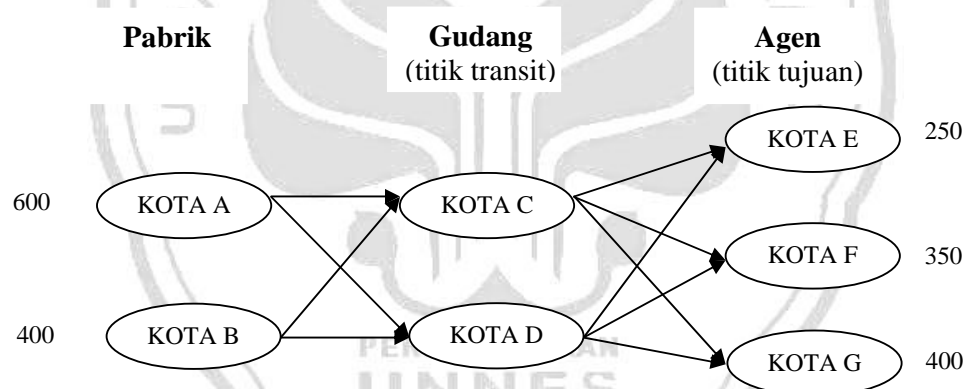 Pabrik
Gudang
(titik transit)
Agen
(titik tujuan)
KOTA E
250
600
KOTA A
KOTA C
KOTA F
350
400
KOTA B
KOTA D
KOTA G
400
UNNES